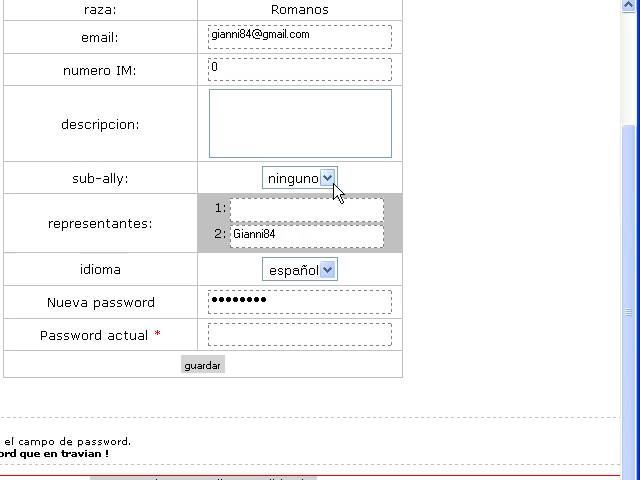 raza: Romanos
email: gianni84@gmail.com
numero IM: 0
descripcion:
sub-ally: ninguno
representantes: 1:
2: Gianni84
idioma español
Nueva password ••••••••
Password actual *
guardar
el campo de password.
ord que en travian !